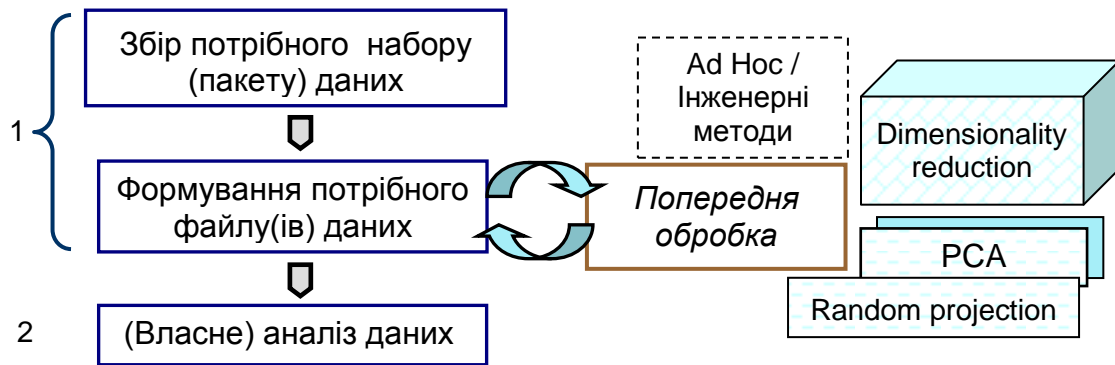 1
Збір потрібного набору
(пакету) даних
Формування потрібного
файлу(ів) даних
Ad Hoc /
Інженерні
методи
Попередня
обробка
Dimensionality
reduction
PCA
Random projection
2
(Власне) аналіз даних